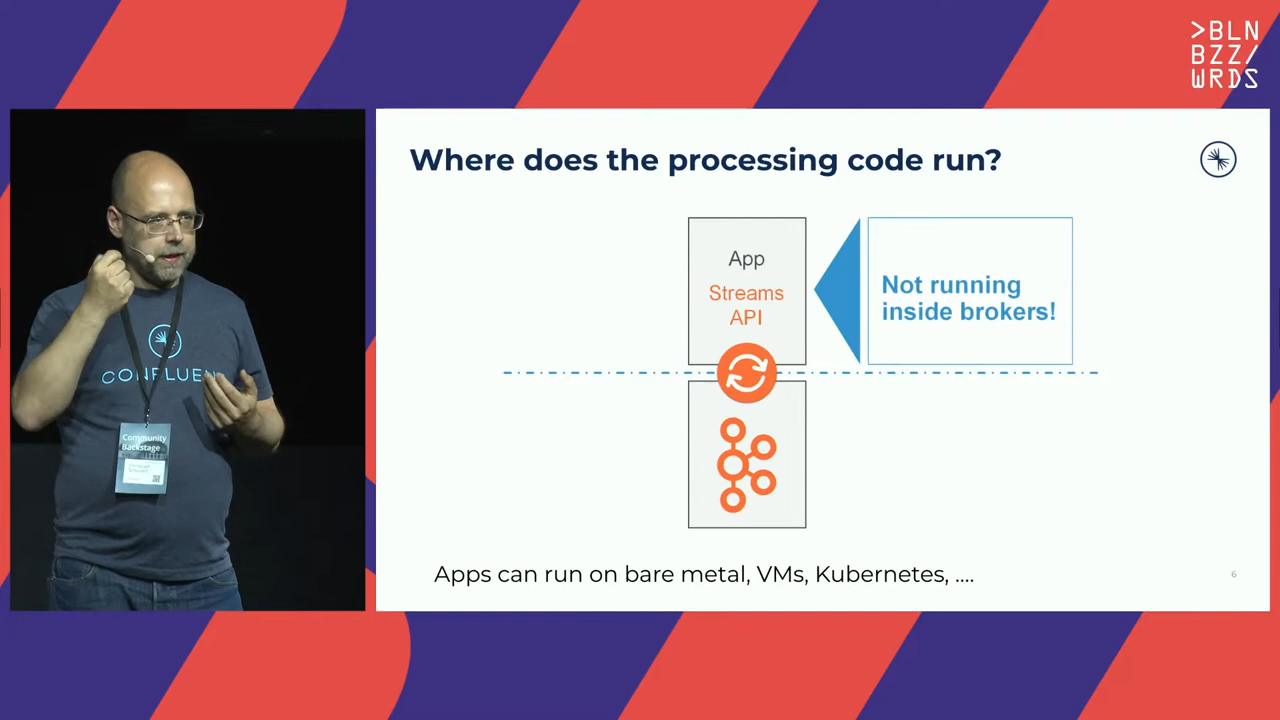 >BLN
BZZ/
WRDS
Where does the processing code run?
App
Streams
API
Not running
inside brokers!
Apps can run on bare metal, VMs, Kubernetes, ....
6
CONFLUEN
Community
Backstage